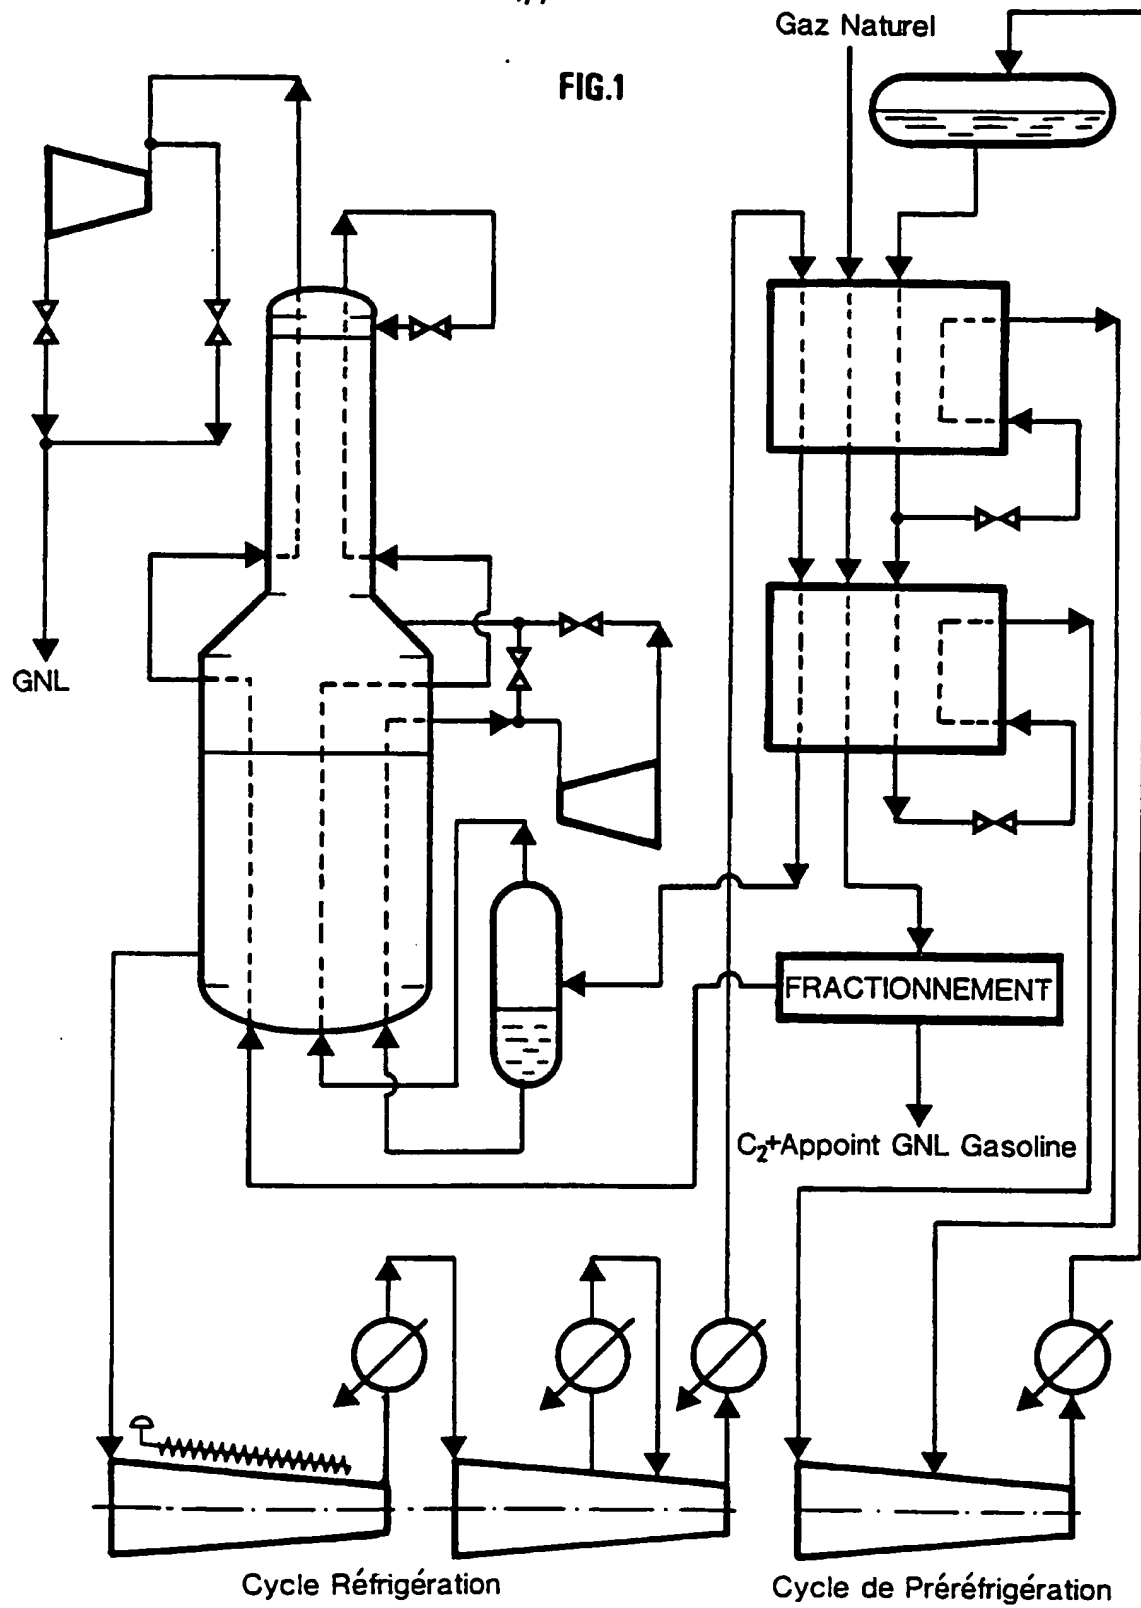 Gaz Naturel
FIG.1
GNL
FRACTIONNEMENT
C₂+Appoint GNL Gasoline
Cycle Réfrigération
Cycle de Préréfrigération